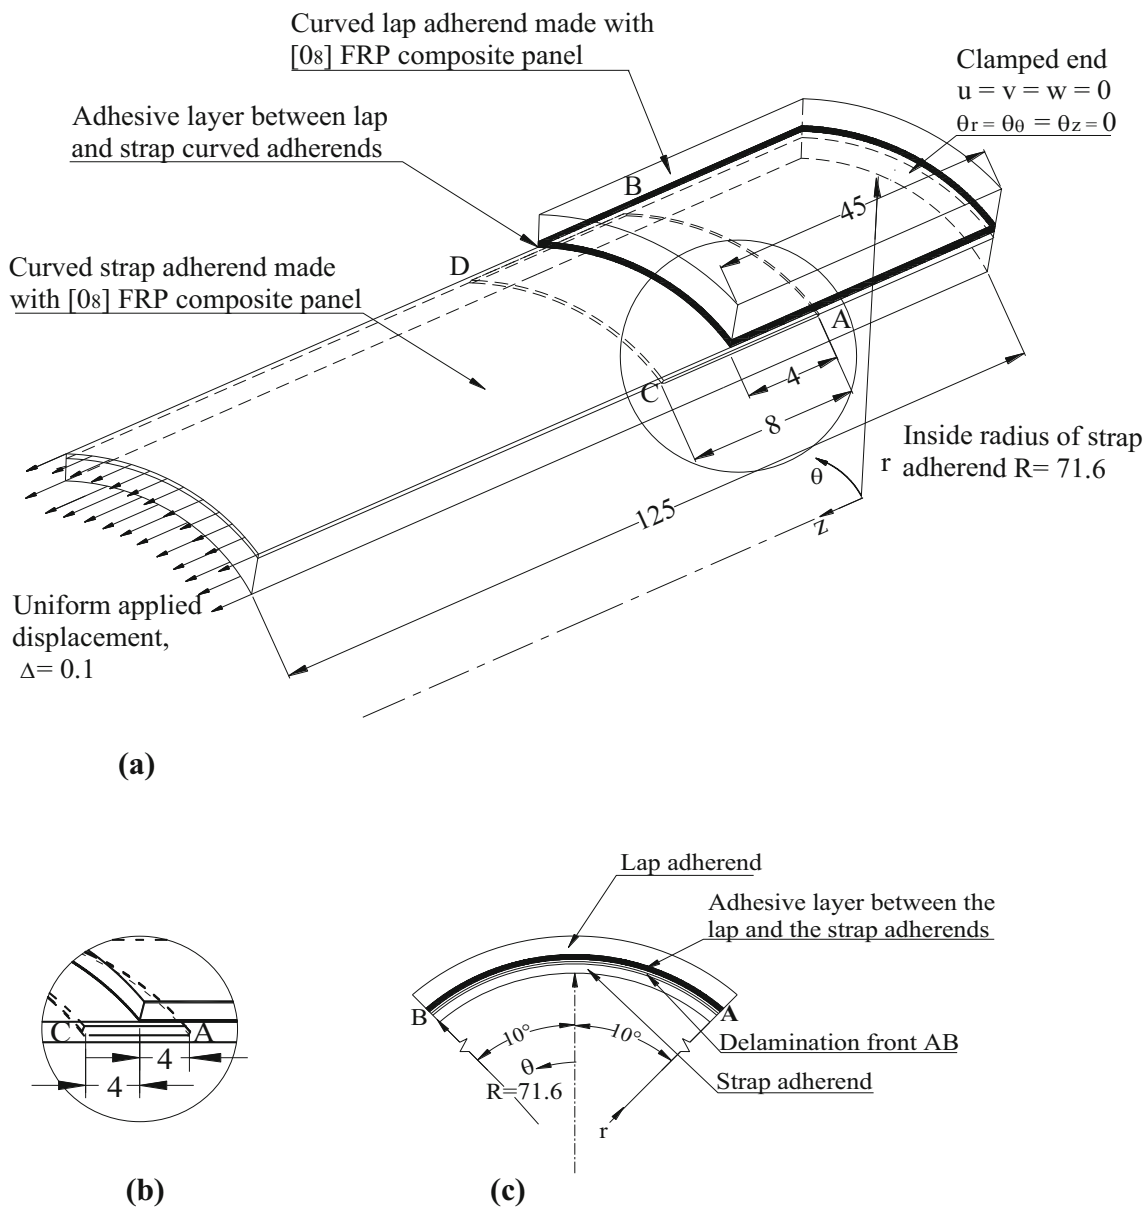 Curved lap adherend made with
[08] FRP composite panel
Clamped end
u = v = w = 0
θr = θθ = θz = 0
Adhesive layer between lap
and strap curved adherends
B
45
D
Curved strap adherend made
with [08] FRP composite panel
A
C
4
8
Inside radius of strap
adherend R= 71.6
r
θ
125
z
Uniform applied
displacement,
Δ= 0.1
(a)
Lap adherend
Adhesive layer between the
lap and the strap adherends
C
A
4
4
B
A
10°
10°
Delamination front AB
θ
Strap adherend
R=71.6
r
(b)
(c)